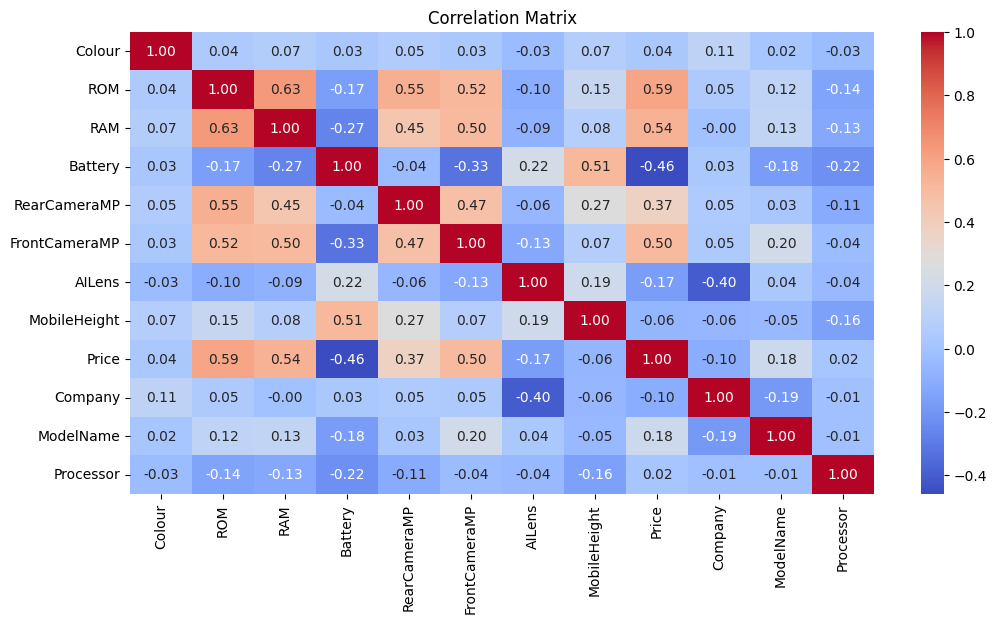 Correlation Matrix
Colour 1.00 0.04 0.07 0.03 0.05 0.03 -0.03 0.07 0.04 0.11 0.02 -0.03
ROM 0.04 1.00 0.63 -0.17 0.55 0.52 -0.10 0.15 0.59 0.05 0.12 -0.14
RAM 0.07 0.63 1.00 -0.27 0.45 0.50 -0.09 0.08 0.54 -0.00 0.13 -0.13
Battery 0.03 -0.17 -0.27 1.00 -0.04 -0.33 0.22 0.51 -0.46 0.03 -0.18 -0.22
RearCameraMP 0.05 0.55 0.45 -0.04 1.00 0.47 -0.06 0.27 0.37 0.05 0.03 -0.11
FrontCameraMP 0.03 0.52 0.50 -0.33 0.47 1.00 -0.13 0.07 0.50 0.05 0.20 -0.04
AILens -0.03 -0.10 -0.09 0.22 -0.06 -0.13 1.00 0.19 -0.17 -0.40 0.04 -0.04
MobileHeight 0.07 0.15 0.08 0.51 0.27 0.07 0.19 1.00 -0.06 -0.06 -0.05 -0.16
Price 0.04 0.59 0.54 -0.46 0.37 0.50 -0.17 -0.06 1.00 -0.10 0.18 0.02
Company 0.11 0.05 -0.00 0.03 0.05 0.05 -0.40 -0.06 -0.10 1.00 -0.19 -0.01
ModelName 0.02 0.12 0.13 -0.18 0.03 0.20 0.04 -0.05 0.18 -0.19 1.00 -0.01
Processor -0.03 -0.14 -0.13 -0.22 -0.11 -0.04 -0.04 -0.16 0.02 -0.01 -0.01 1.00
Colour ROM RAM Battery RearCameraMP FrontCameraMP AILens MobileHeight Price Company ModelName Processor
1.0
0.8
0.6
0.4
0.2
0.0
−0.2
−0.4